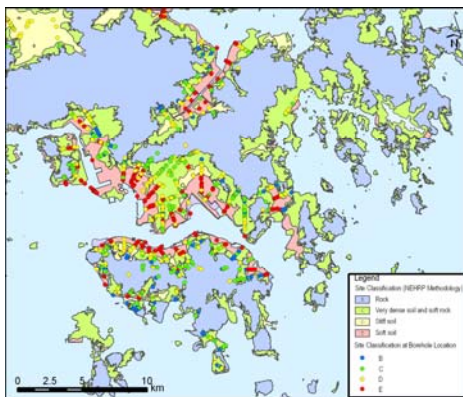 N
Legend
Site Classification (NEHRP Methodology)
Rock
Very dense soil and soft rock
Stiff soil
Soft soil
Site Classification at Borehole Location
B
C
D
E
0 2.5 5 10
km